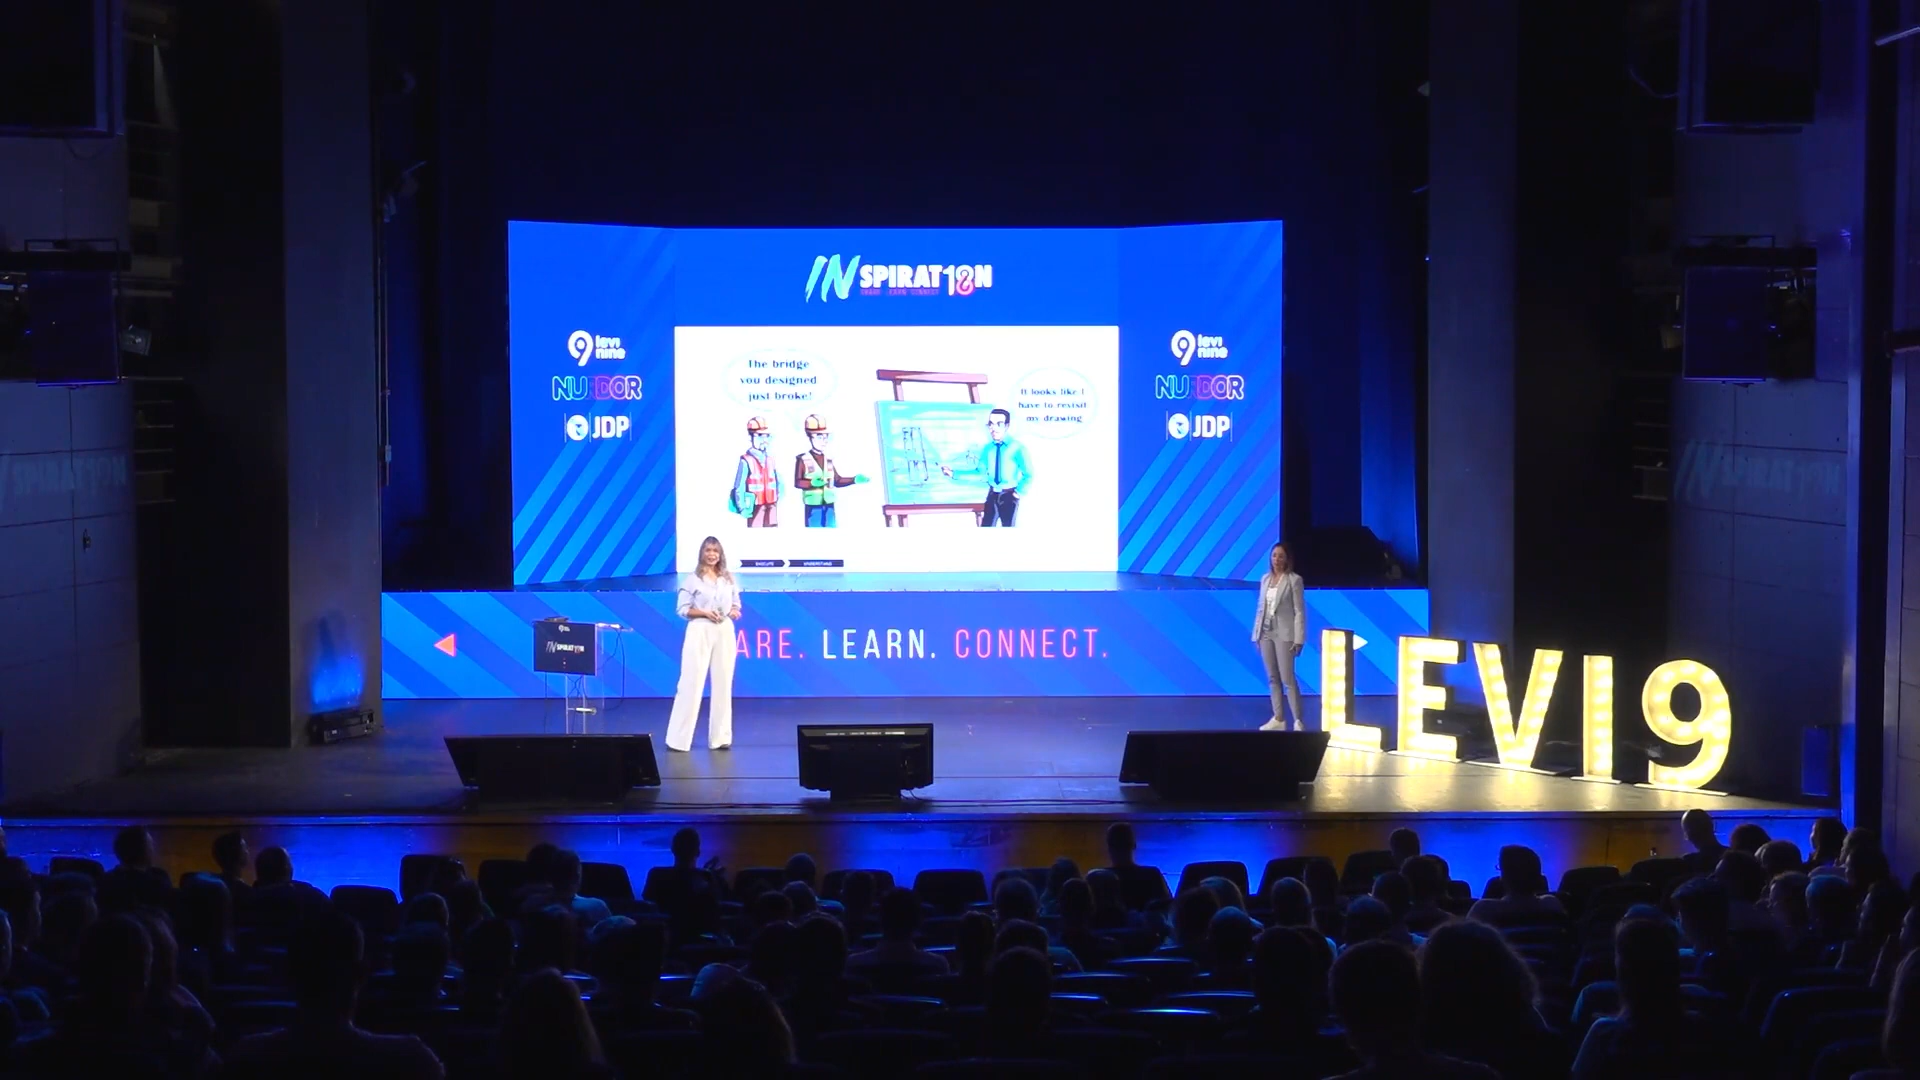 INSPIRAT18N
levi
nine
NURDOR
JDP
The bridge
you designed
just broke!
It looks like I
have to revisit
my drawing
levi
nine
NURDOR
JDP
ARE. LEARN. CONNECT.
INSPIRAT18N
LEVI9